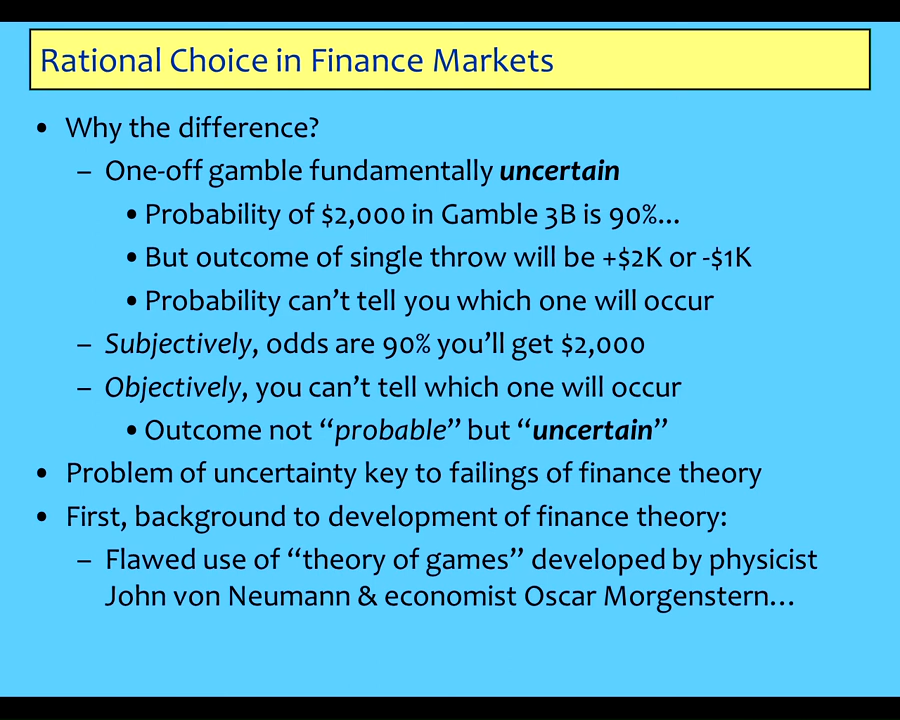 Rational Choice in Finance Markets
• Why the difference?
– One-off gamble fundamentally uncertain
• Probability of $2,000 in Gamble 3B is 90%...
• But outcome of single throw will be +$2K or -$1K
• Probability can’t tell you which one will occur
– Subjectively, odds are 90% you’ll get $2,000
– Objectively, you can’t tell which one will occur
• Outcome not “probable” but “uncertain”
• Problem of uncertainty key to failings of finance theory
• First, background to development of finance theory:
– Flawed use of “theory of games” developed by physicist
John von Neumann & economist Oscar Morgenstern…